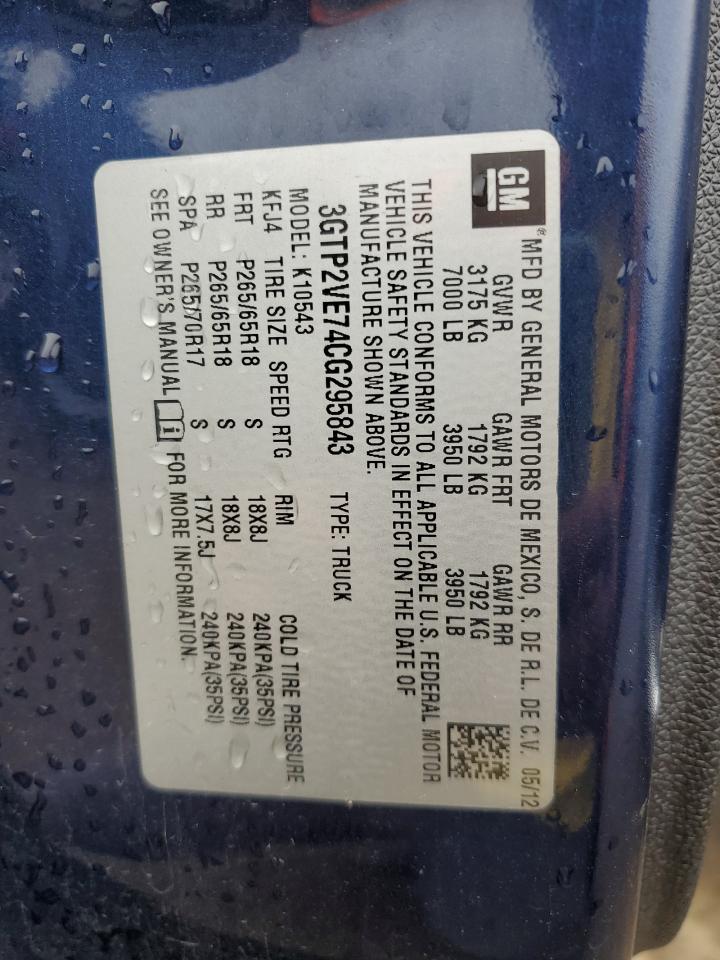 GM ® MFD BY GENERAL MOTORS DE MEXICO, S. DE R.L. DE C.V. 05/12
GVWR GAWR FRT GAWR RR
3175 KG 1792 KG 1792 KG
7000 LB 3950 LB 3950 LB
THIS VEHICLE CONFORMS TO ALL APPLICABLE U.S. FEDERAL MOTOR
VEHICLE SAFETY STANDARDS IN EFFECT ON THE DATE OF
MANUFACTURE SHOWN ABOVE.
3GTP2VE74CG295843 TYPE: TRUCK
MODEL: K10543
KFJ4 TIRE SIZE SPEED RTG RIM COLD TIRE PRESSURE
FRT P265/65R18 S 18X8J 240KPA(35PSI)
RR P265/65R18 S 18X8J 240KPA(35PSI)
SPA P265/70R17 S 17X7.5J 240KPA(35PSI)
SEE OWNER'S MANUAL i FOR MORE INFORMATION.